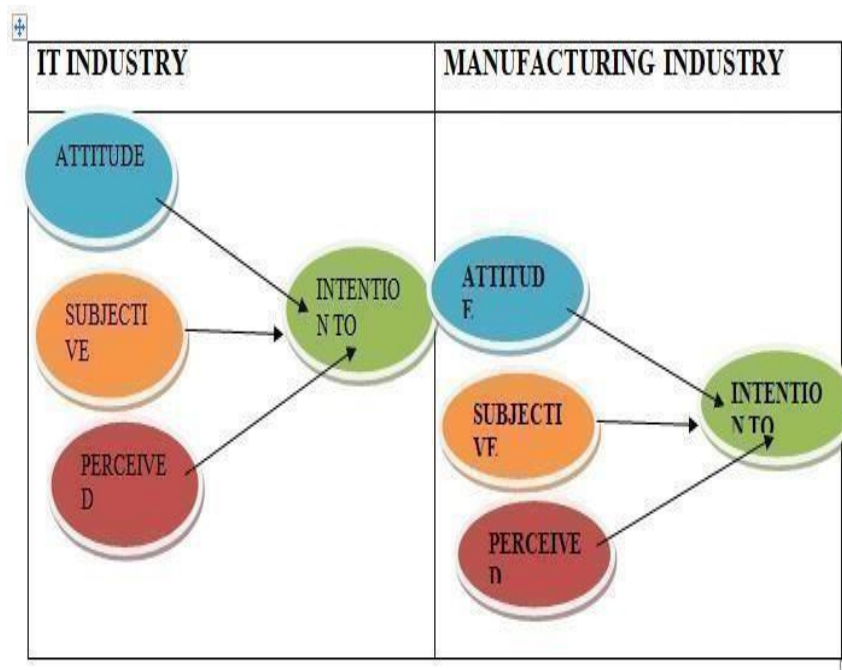 IT INDUSTRY
MANUFACTURING INDUSTRY
ATTITUDE
SUBJECTI
VE
PERCEIVE
D
INTENTIO
N TO
ATTITUD
E
SUBJECTI
VE
PERCEIVE
D
INTENTIO
N TO